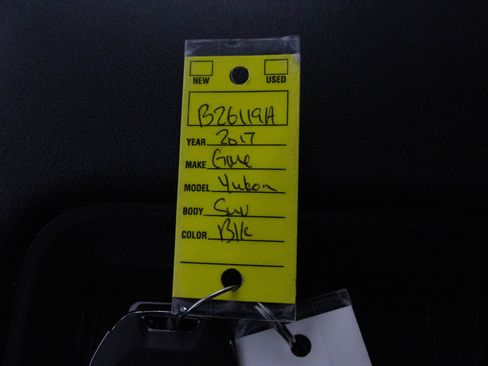 NEW USED
B26119A
YEAR 2017
MAKE GMC
MODEL Yukon
BODY Suv
COLOR Blk